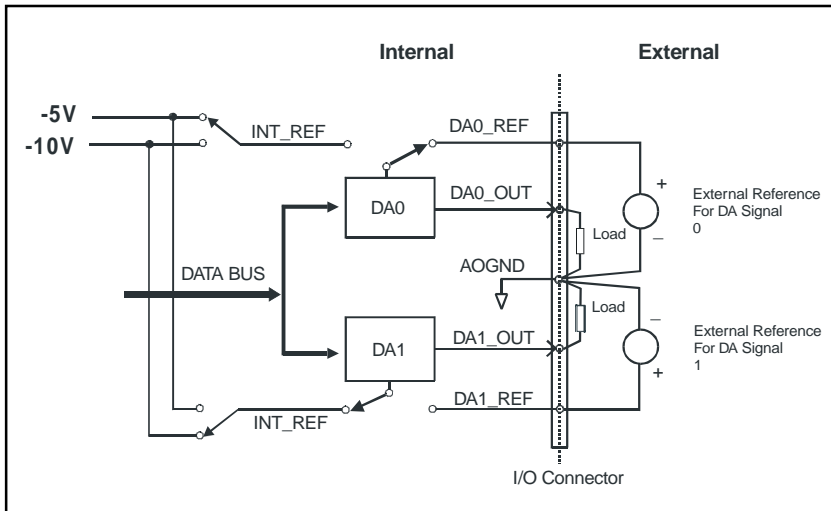 Internal
External
-5V
-10V
INT_REF
DA0_REF
DA0
DA0_OUT
Load
+
External Reference
For DA Signal
0
–
DATA BUS
AOGND
Load
–
DA1
DA1_OUT
External Reference
For DA Signal
1
+
INT_REF
DA1_REF
I/O Connector